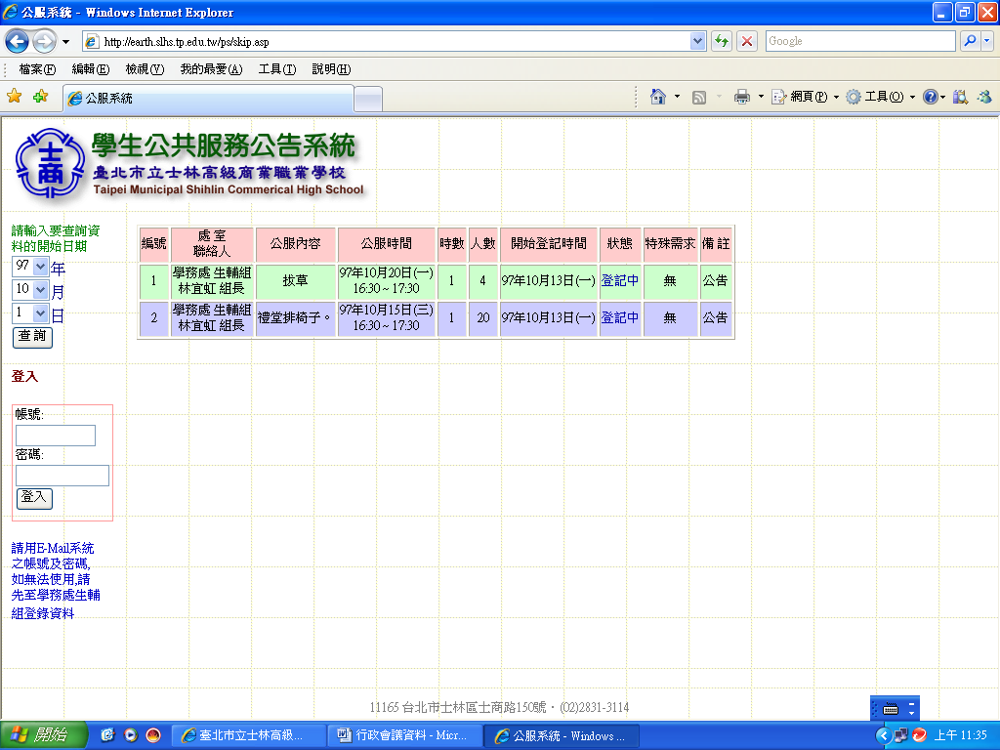 公服系統 - Windows Internet Explorer
http://earth.slhs.tp.edu.tw/ps/skip.asp
Google
檔案(F) 編輯(E) 檢視(V) 我的最愛(A) 工具(T) 說明(H)
公服系統
網頁(P) 工具(O)
士商
學生公共服務公告系統
臺北市立士林高級商業職業學校
Taipei Municipal Shihlin Commerical High School
請輸入要查詢資
料的開始日期
97 年
10 月
1 日
查詢
登入
帳號:
密碼:
登入
請用E-Mail系統
之帳號及密碼,
如無法使用,請
先至學務處生輔
組登錄資料
編號 處室 聯絡人 公服內容 公服時間 時數 人數 開始登記時間 狀態 特殊需求 備註
1 學務處 生輔組 林宜虹 組長 拔草 97年10月20日(一) 16:30 ~ 17:30 1 4 97年10月13日(一) 登記中 無 公告
2 學務處 生輔組 林宜虹 組長 禮堂排椅子。 97年10月15日(三) 16:30 ~ 17:30 1 20 97年10月13日(一) 登記中 無 公告
11165 台北市士林區士商路150號・(02)2831-3114
開始 臺北市立士林高級... 行政會議資料 - Micr... 公服系統 - Windows ... 上午 11:35